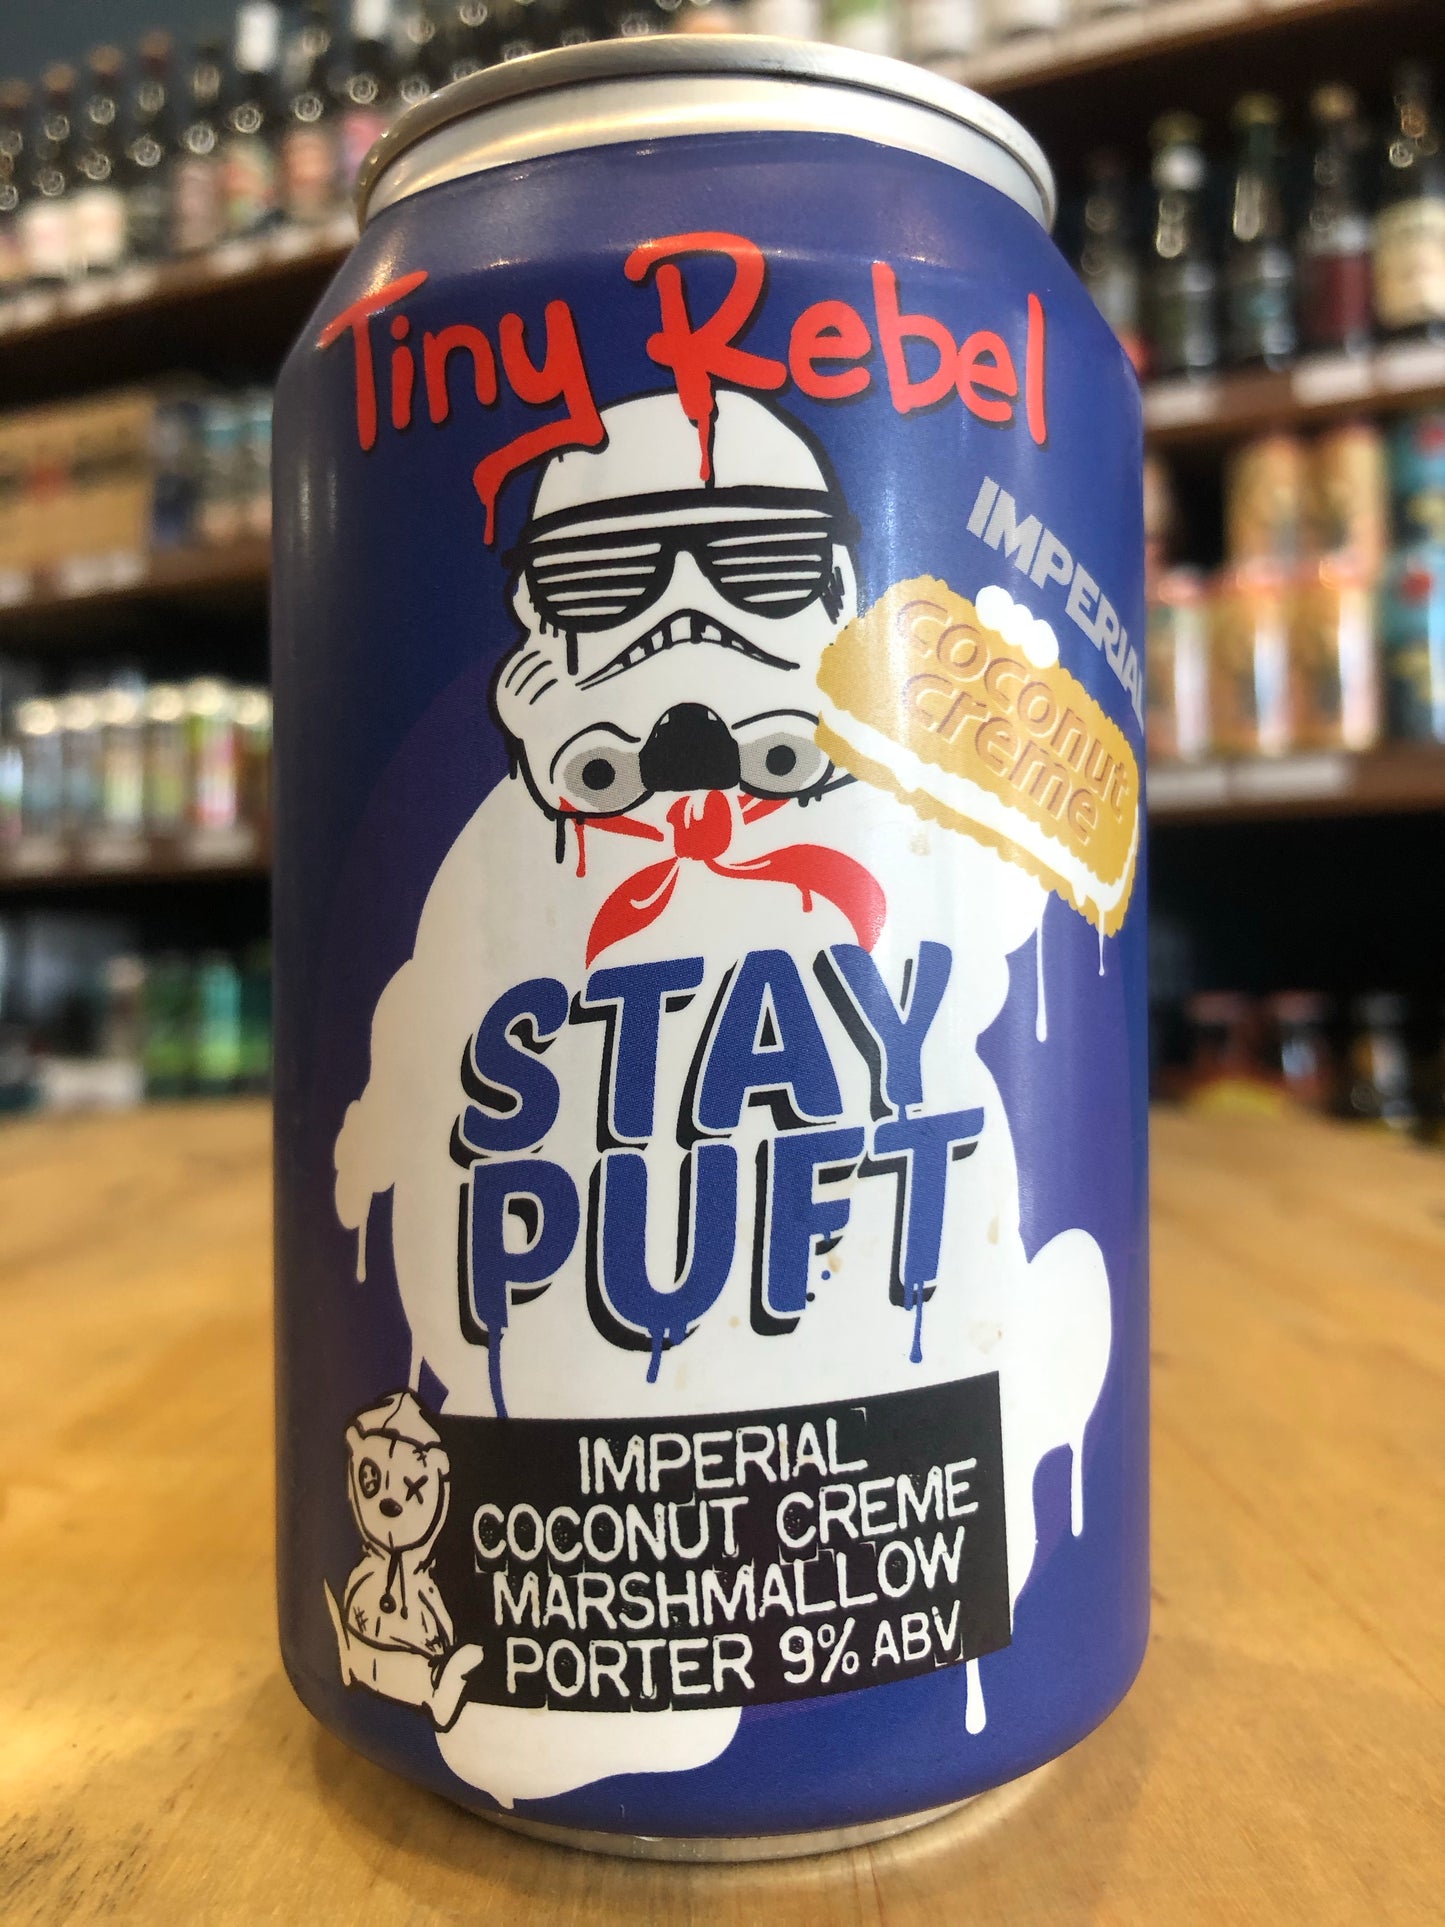 Tiny Rebel
IMPERIAL
coconut
creme
STAY
PUFT
IMPERIAL
COCONUT CREME
MARSHMALLOW
PORTER 9% ABV